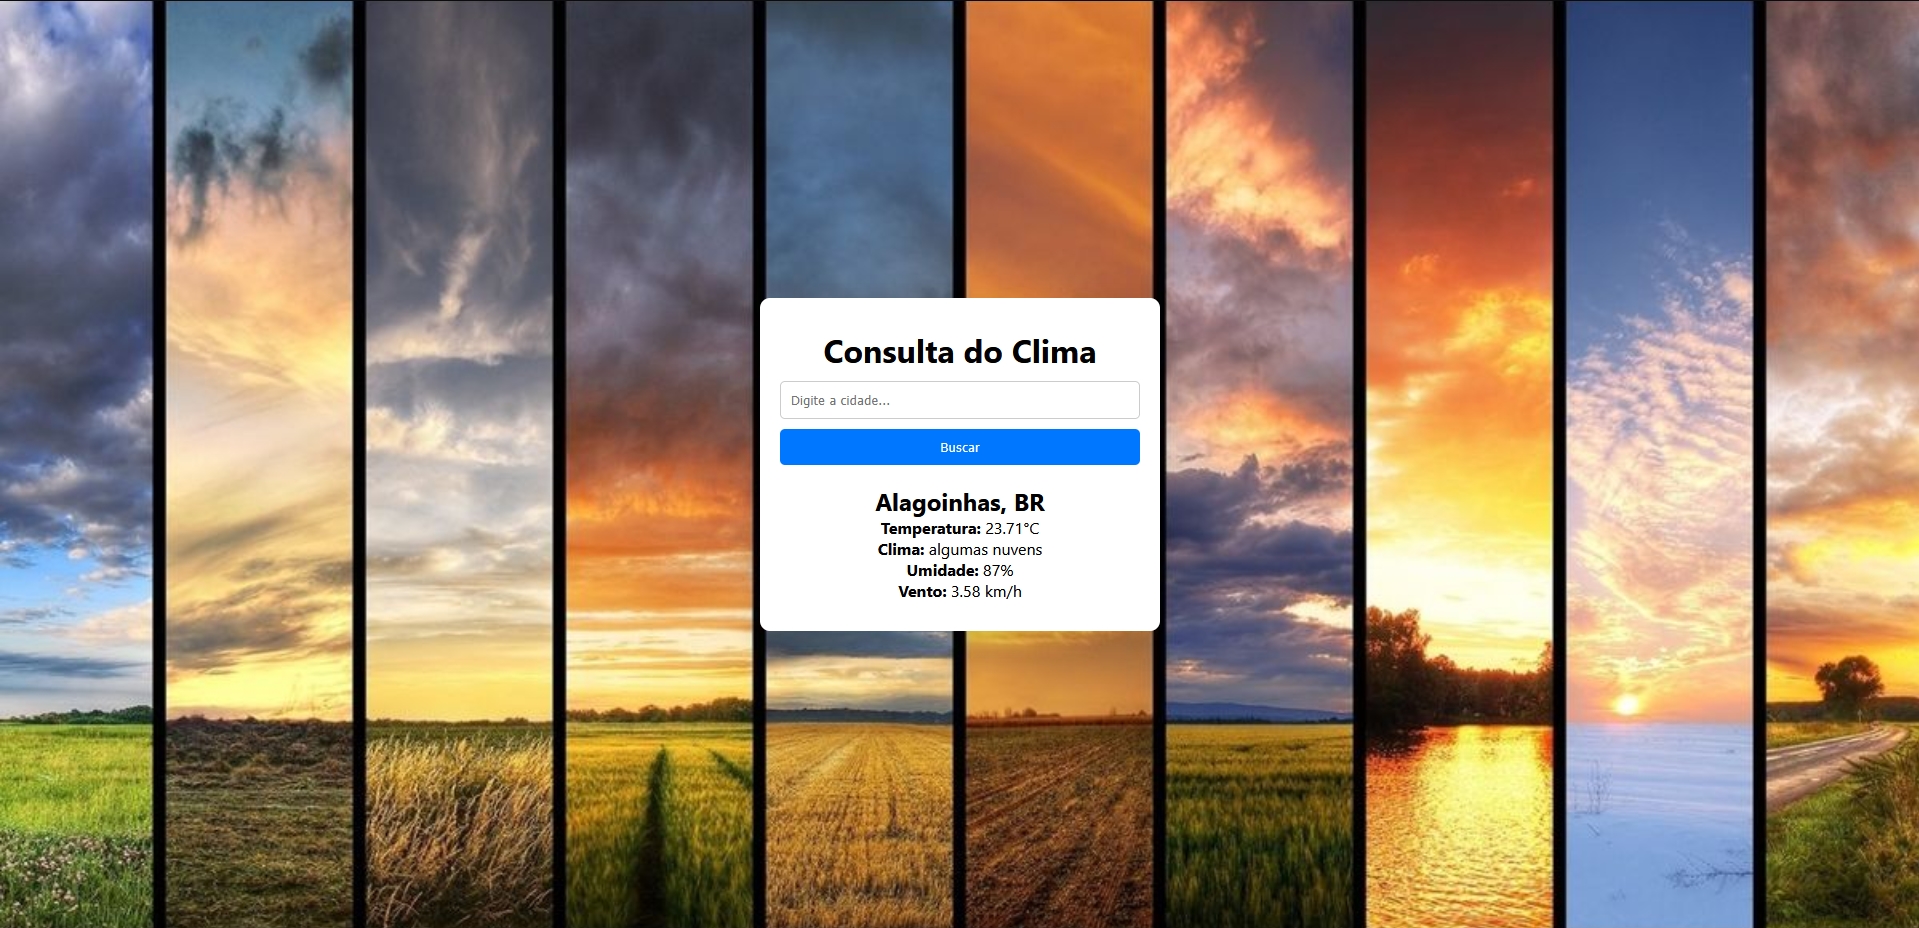 Consulta do Clima
Digite a cidade...
Buscar
Alagoinhas, BR
Temperatura: 23.71°C
Clima: algumas nuvens
Umidade: 87%
Vento: 3.58 km/h